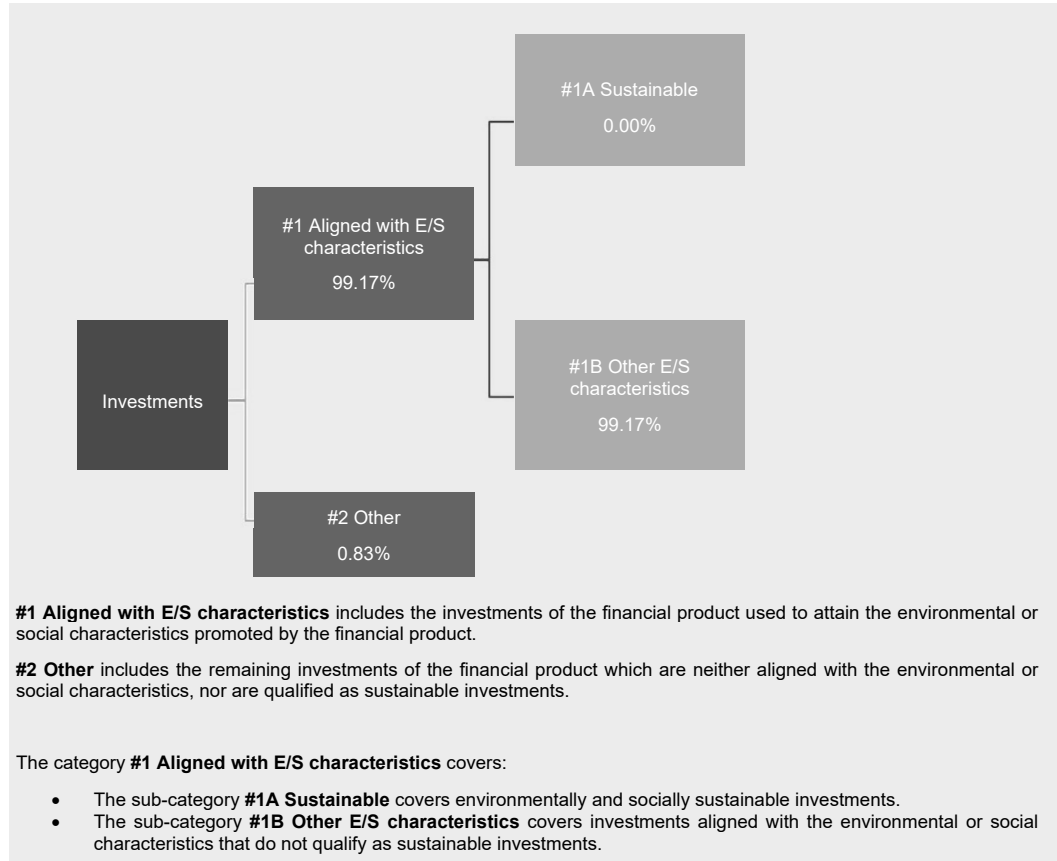 #1A Sustainable
0.00%
#1 Aligned with E/S
characteristics
99.17%
#1B Other E/S
characteristics
99.17%
Investments
#2 Other
0.83%
#1 Aligned with E/S characteristics includes the investments of the financial product used to attain the environmental or
social characteristics promoted by the financial product.
#2 Other includes the remaining investments of the financial product which are neither aligned with the environmental or
social characteristics, nor are qualified as sustainable investments.
The category #1 Aligned with E/S characteristics covers:
• The sub-category #1A Sustainable covers environmentally and socially sustainable investments.
• The sub-category #1B Other E/S characteristics covers investments aligned with the environmental or social
characteristics that do not qualify as sustainable investments.